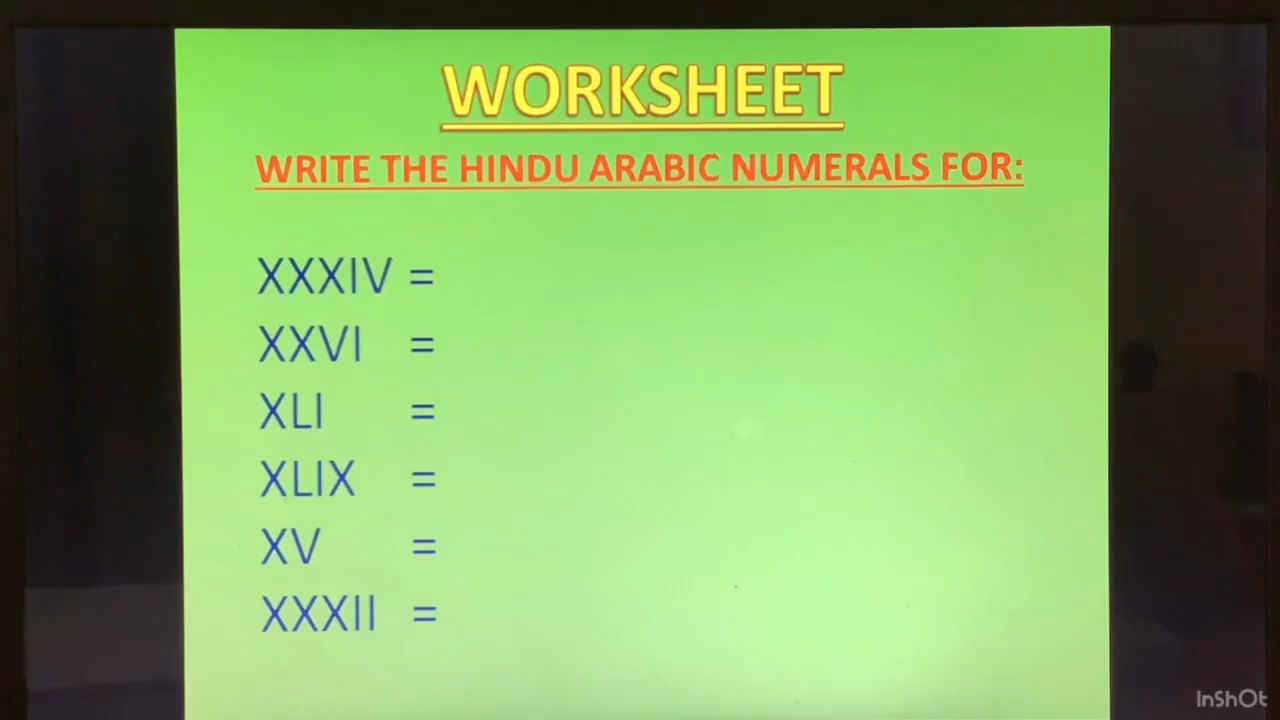 WORKSHEET
WRITE THE HINDU ARABIC NUMERALS FOR:
XXXIV =
XXVI =
XLI =
XLIX =
XV =
XXXII =
InShOt